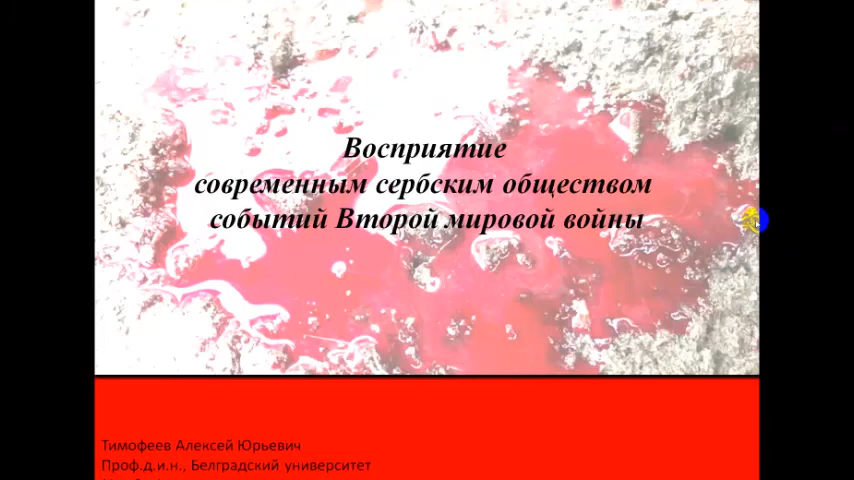 Восприятие
современным сербским обществом
событий Второй мировой войны
Тимофеев Алексей Юрьевич
Проф.д.и.н., Белградский университет